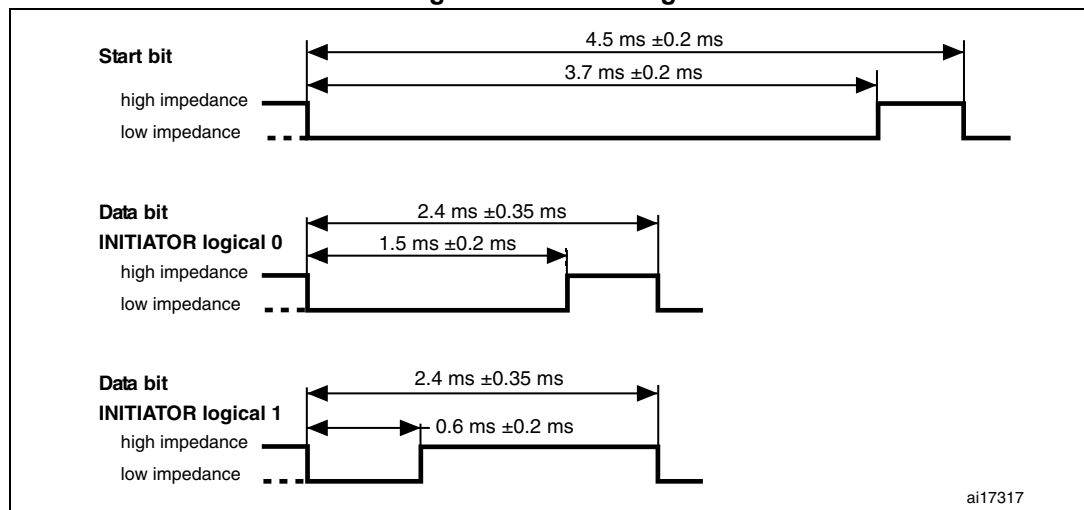 Start bit
4.5 ms ±0.2 ms
3.7 ms ±0.2 ms
high impedance
low impedance
Data bit
INITIATOR logical 0
2.4 ms ±0.35 ms
1.5 ms ±0.2 ms
high impedance
low impedance
Data bit
INITIATOR logical 1
2.4 ms ±0.35 ms
0.6 ms ±0.2 ms
high impedance
low impedance
ai17317